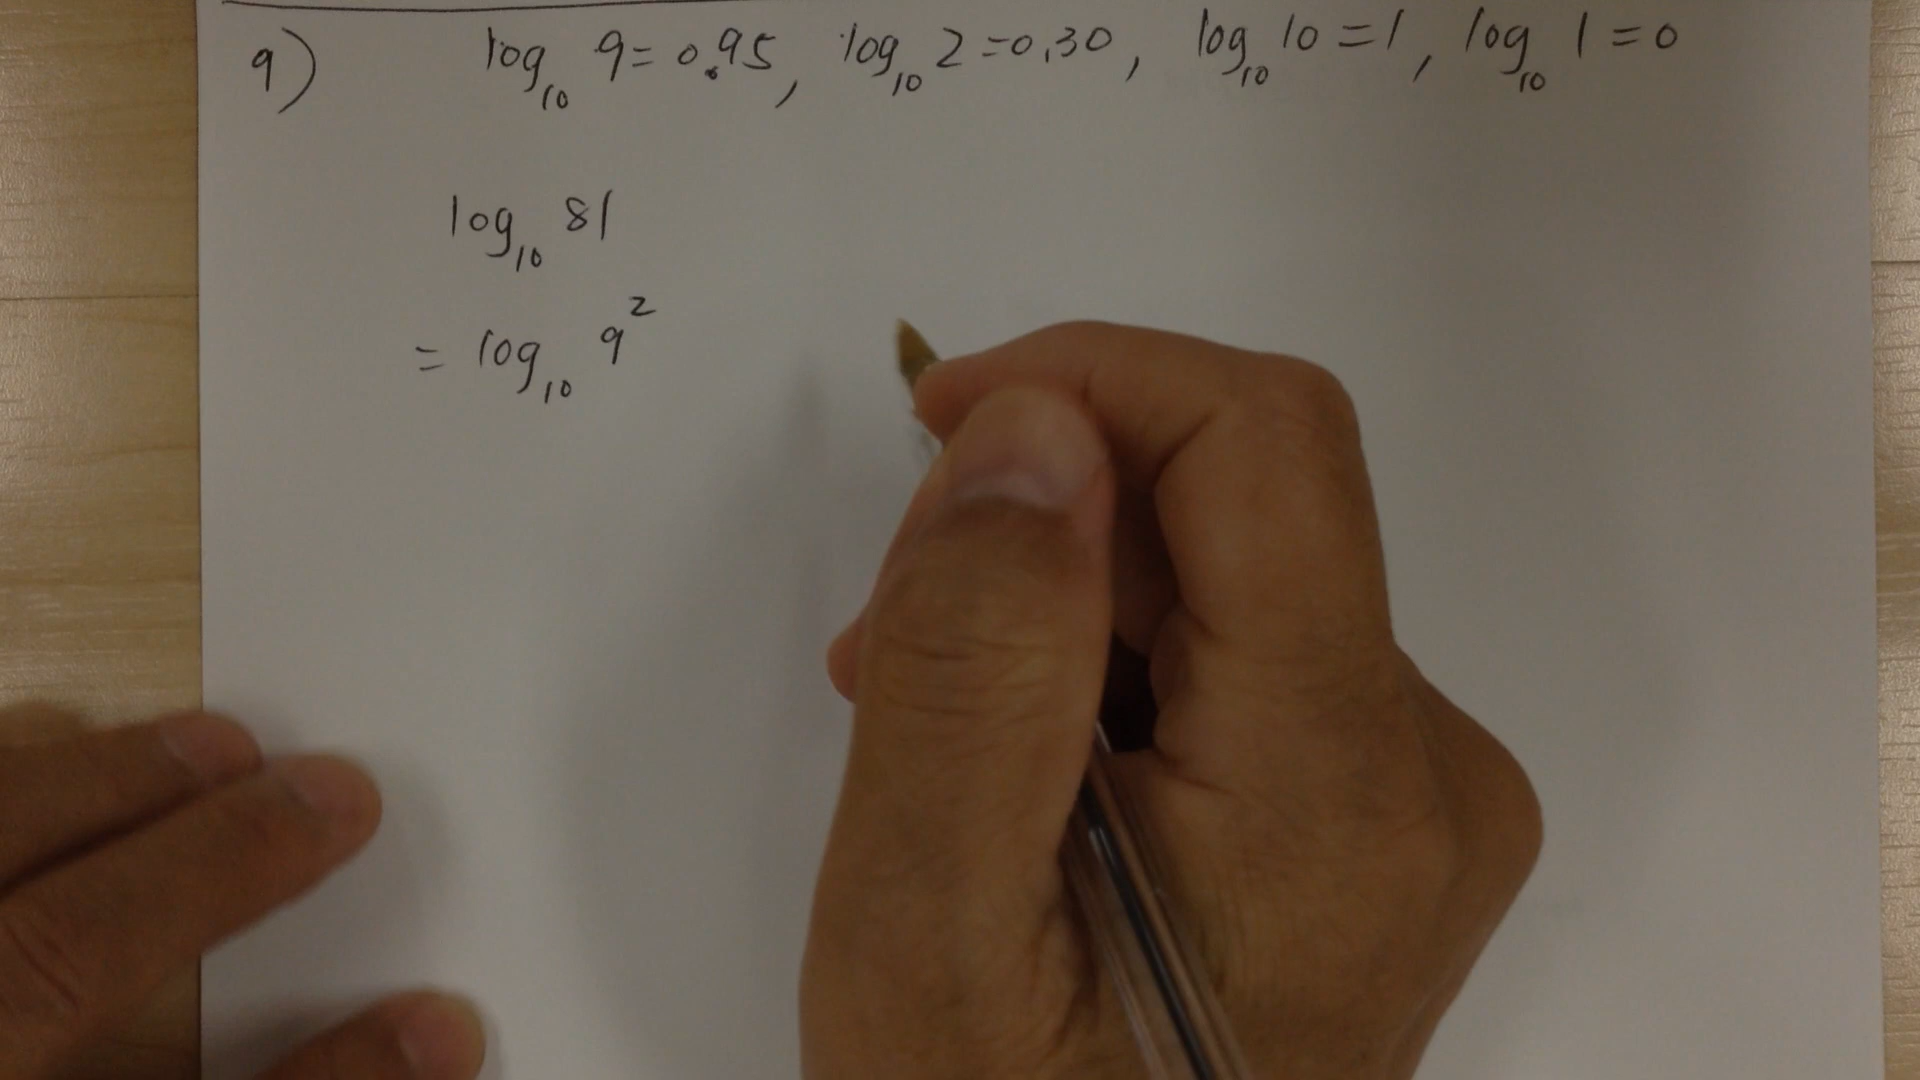 9) log₁₀ 9=0.95, log₁₀ 2=0.30, log₁₀ 10=1, log₁₀ 1=0
log₁₀ 81
= log₁₀ 9²